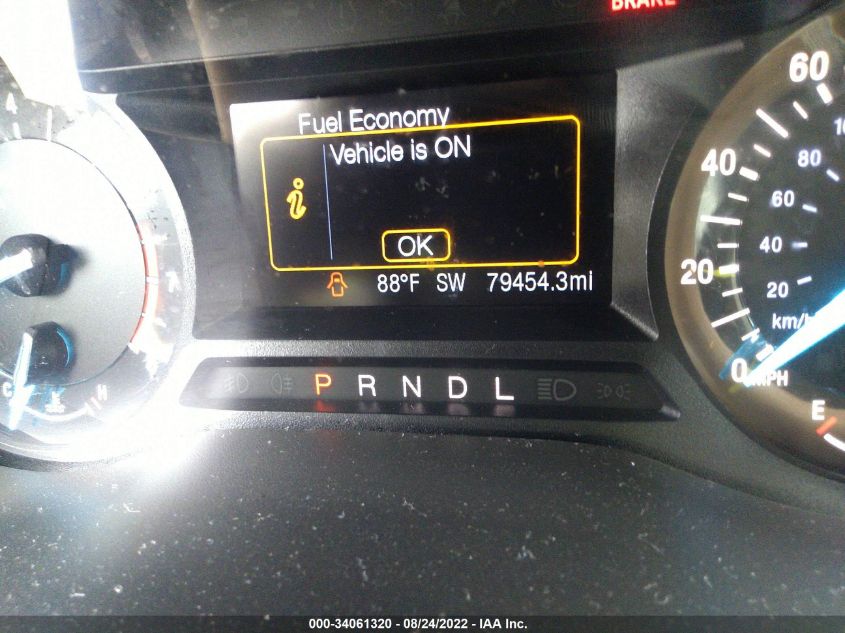 BRAKE
Fuel Economy
Vehicle is ON
i
OK
88°F SW 79454.3mi
P R N D L
4
C H
60
40
20
0 MPH
80
60
40
20
km/h
E
000-34061320 - 08/24/2022 - IAA Inc.